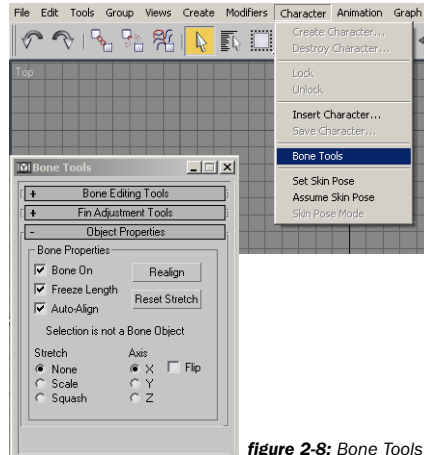 File Edit Tools Group Views Create Modifiers Character Animation Graph
Create Character...
Destroy Character...
Top
Lock
Unlock
Insert Character...
Save Character...
Bone Tools
Set Skin Pose
Assume Skin Pose
Skin Pose Mode
Bone Tools
+ Bone Editing Tools
+ Fin Adjustment Tools
- Object Properties
Bone Properties
Bone On Realign
Freeze Length
Reset Stretch
Auto-Align
Selection is not a Bone Object
Stretch Axis
None X Flip
Scale Y
Squash Z
figure 2-8: Bone Tools